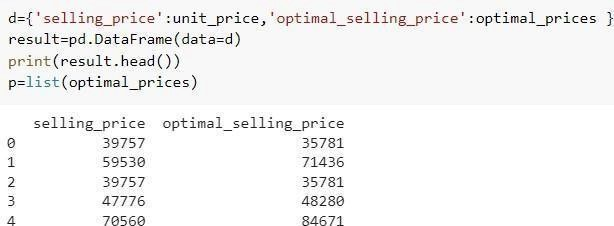 d={'selling_price':unit_price,'optimal_selling_price':optimal_prices }
result=pd.DataFrame(data=d)
print(result.head())
p=list(optimal_prices)
selling_price optimal_selling_price
0 39757 35781
1 59530 71436
2 39757 35781
3 47776 48280
4 70560 84671